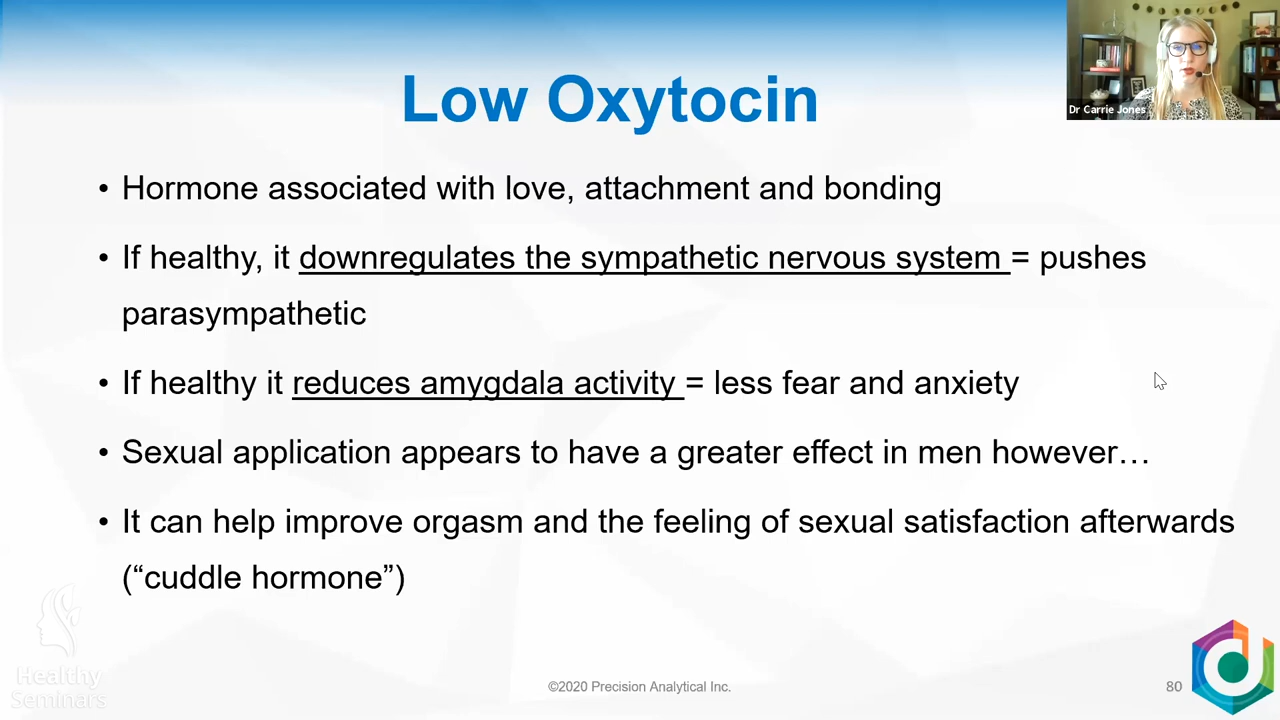 Low Oxytocin
Dr Carrie Jones
• Hormone associated with love, attachment and bonding
• If healthy, it downregulates the sympathetic nervous system = pushes
parasympathetic
• If healthy it reduces amygdala activity = less fear and anxiety
• Sexual application appears to have a greater effect in men however…
• It can help improve orgasm and the feeling of sexual satisfaction afterwards
(“cuddle hormone”)
Healthy
Seminars
©2020 Precision Analytical Inc.
80